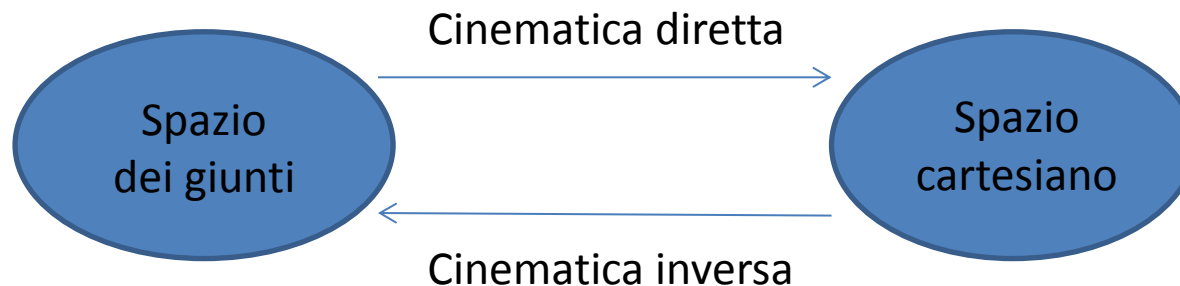 Cinematica diretta
Spazio
dei giunti
Spazio
cartesiano
Cinematica inversa